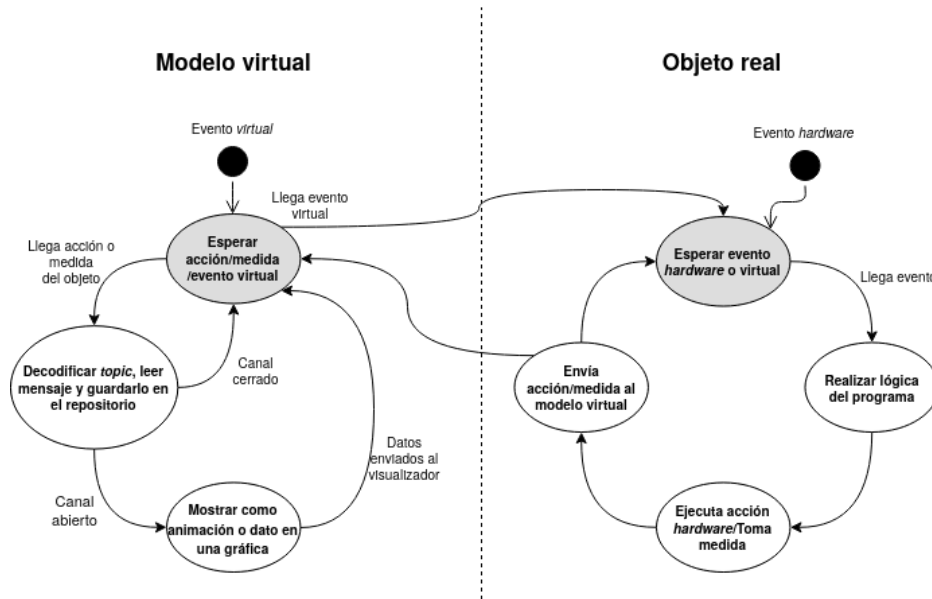 Modelo virtual
Evento virtual
Llega evento
virtual
Esperar
acción/medida
/evento virtual
Llega acción o
medida
del objeto
Decodificar topic, leer
mensaje y guardarlo en
el repositorio
Canal
cerrado
Canal
abierto
Mostrar como
animación o dato en
una gráfica
Datos
enviados al
visualizador
Objeto real
Evento hardware
Esperar evento
hardware o virtual
Llega evento
Realizar lógica
del programa
Ejecuta acción
hardware/Toma
medida
Envía
acción/medida al
modelo virtual